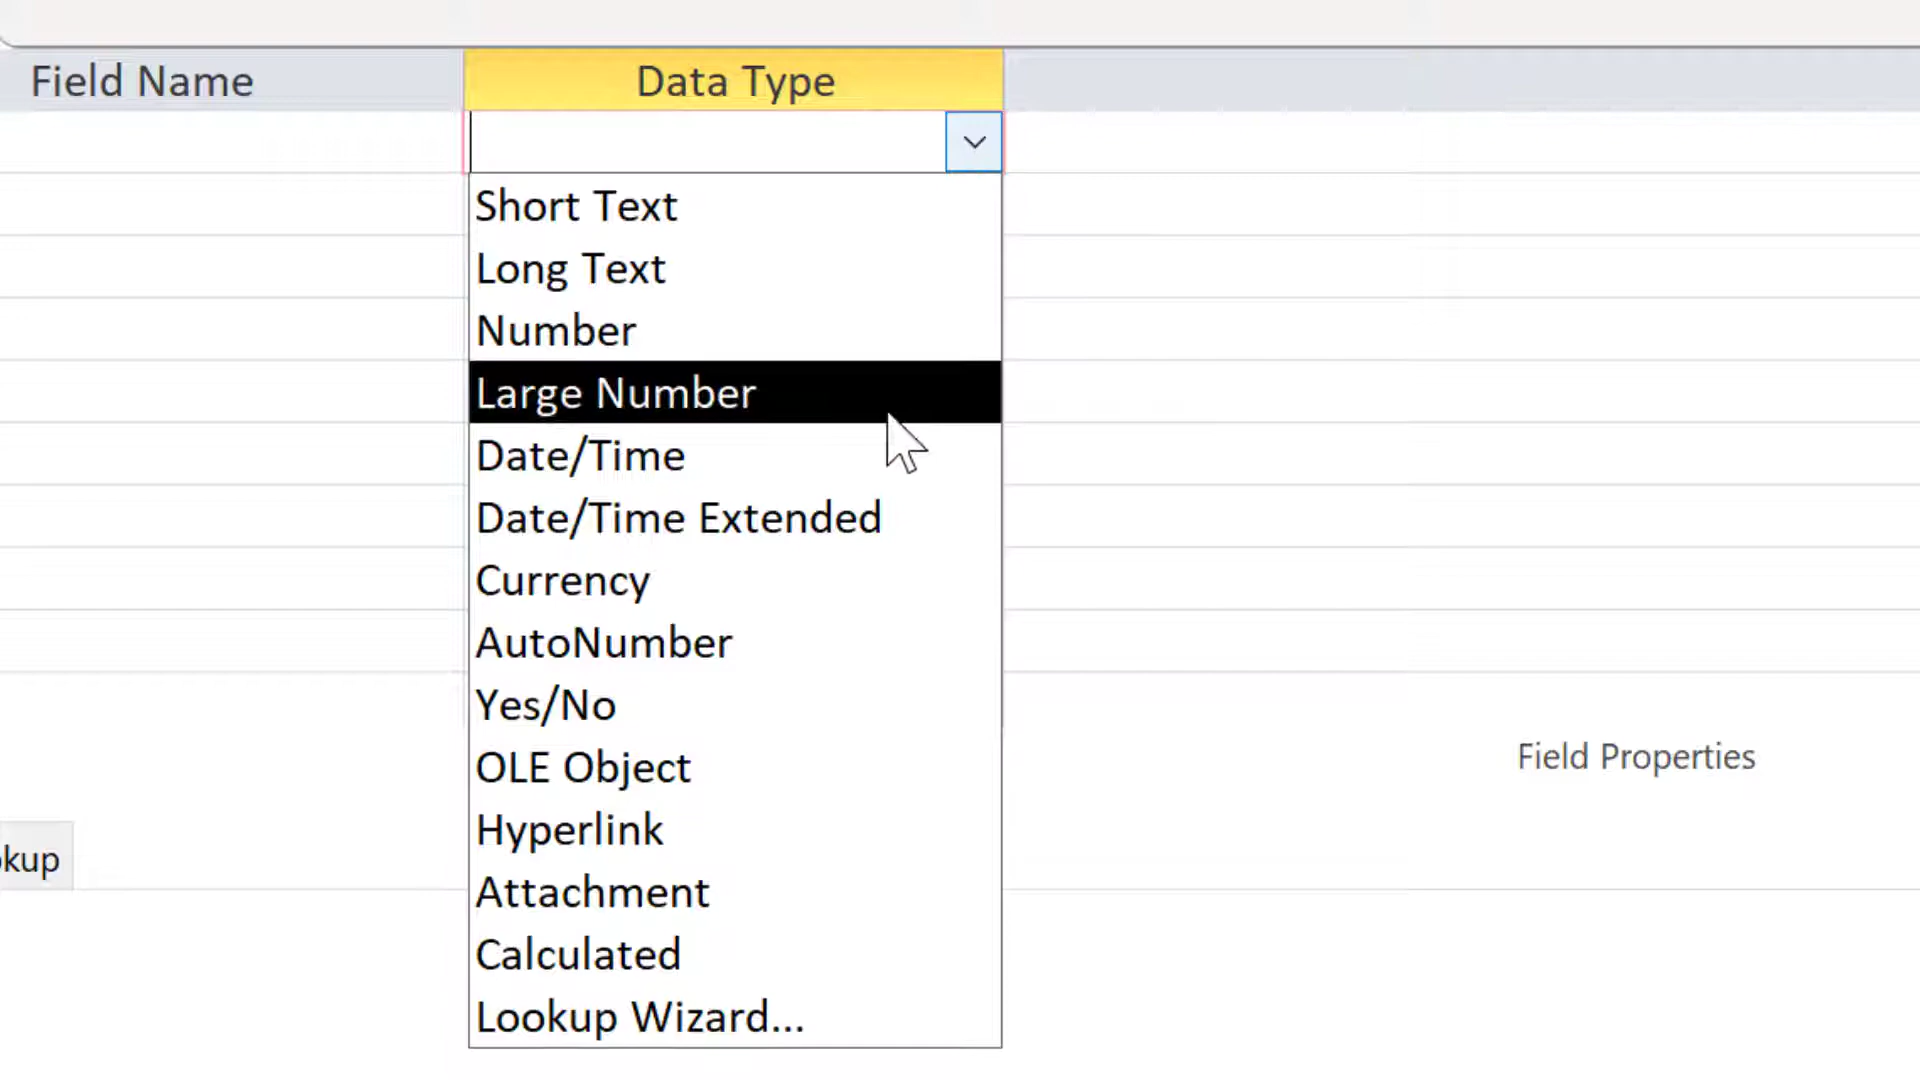 Field Name
Data Type
Short Text
Long Text
Number
Large Number
Date/Time
Date/Time Extended
Currency
AutoNumber
Yes/No
OLE Object
Field Properties
Hyperlink
okup
Attachment
Calculated
Lookup Wizard...